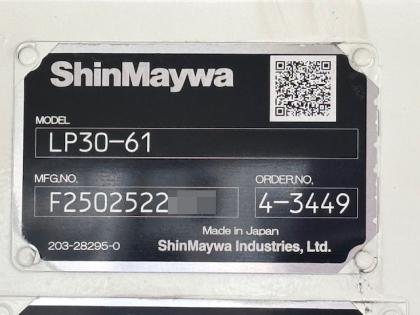 ShinMaywa
MODEL
LP30-61
MFG.NO. ORDER.NO.
F2502522 4-3449
Made in Japan
203-28295-0 ShinMaywa Industries, Ltd.